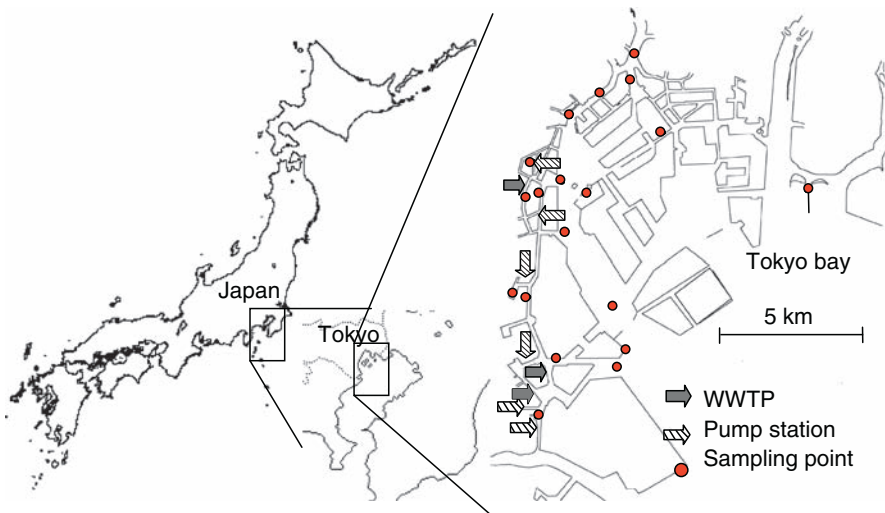 Japan
Tokyo
Tokyo bay
5 km
WWTP
Pump station
Sampling point